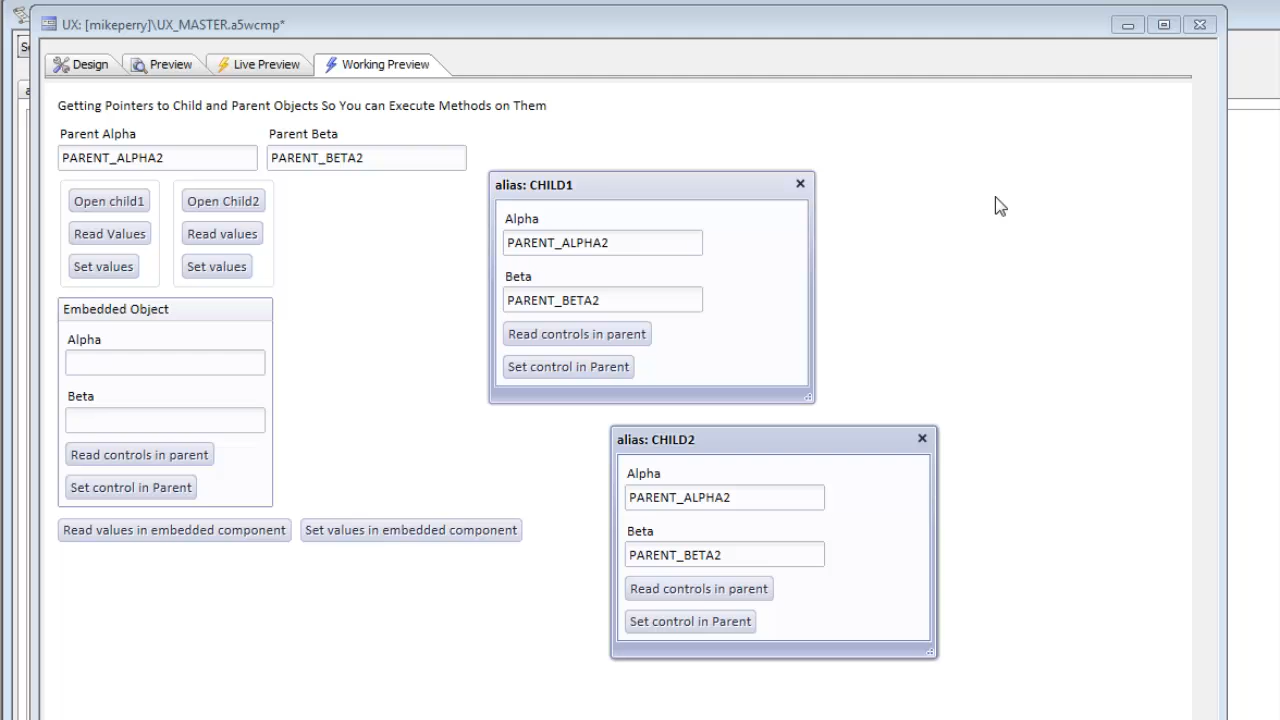 UX: [mikeperry]\UX_MASTER.a5wcmp*
Design Preview Live Preview Working Preview
Getting Pointers to Child and Parent Objects So You can Execute Methods on Them
Parent Alpha Parent Beta
PARENT_ALPHA2 PARENT_BETA2
Open child1 Open Child2
Read Values Read values
Set values Set values
Embedded Object
Alpha
Beta
Read controls in parent
Set control in Parent
Read values in embedded component Set values in embedded component
alias: CHILD1
Alpha
PARENT_ALPHA2
Beta
PARENT_BETA2
Read controls in parent
Set control in Parent
alias: CHILD2
Alpha
PARENT_ALPHA2
Beta
PARENT_BETA2
Read controls in parent
Set control in Parent